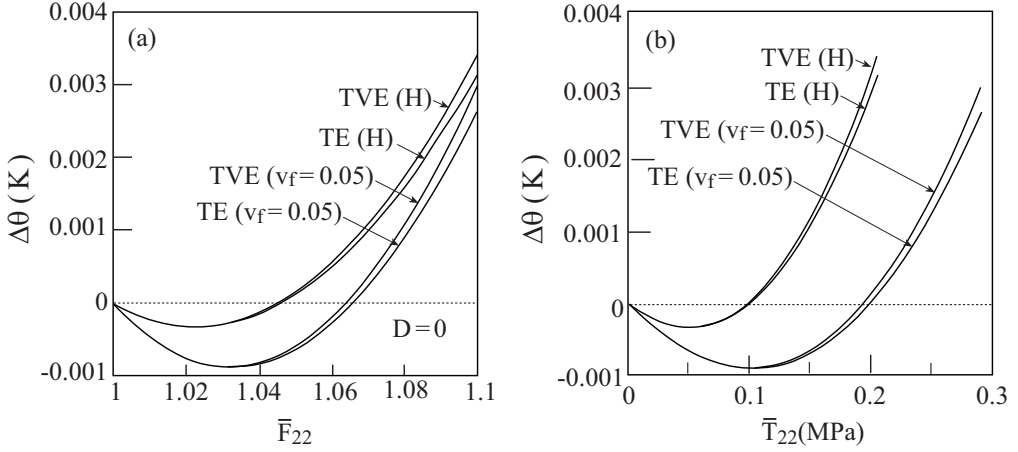 0.004
0.003
0.002
0.001
0
-0.001
Δθ (K)
(a)
TVE (H)
TE (H)
TVE (vf = 0.05)
TE (vf = 0.05)
D = 0
1
1.02
1.04
1.06
1.08
1.1
F̅22
0.004
0.003
0.002
0.001
0
-0.001
Δθ (K)
(b)
TVE (H)
TE (H)
TVE (vf = 0.05)
TE (vf = 0.05)
0
0.1
0.2
0.3
T̅22(MPa)